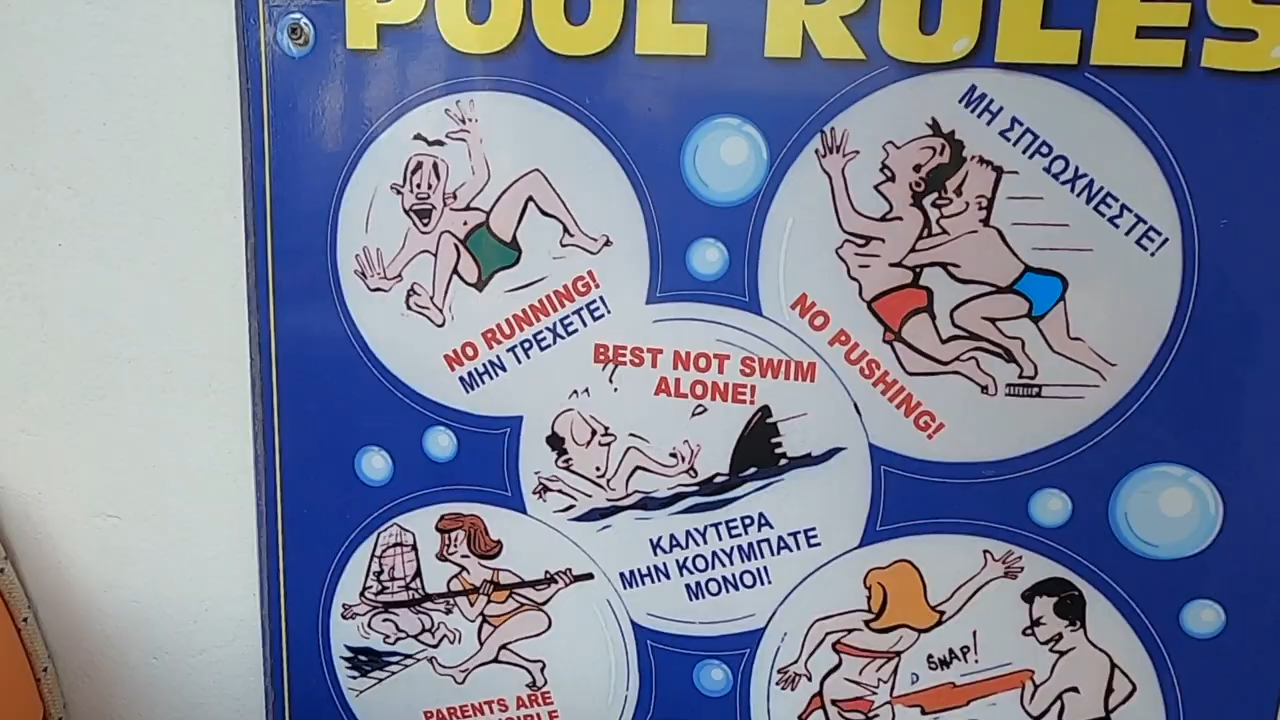 POOL RULES
NO RUNNING!
ΜΗΝ ΤΡΕΧΕΤΕ!
ΜΗ ΣΠΡΩΧΝΕΣΤΕ!
NO PUSHING!
BEST NOT SWIM
ALONE!
ΚΑΛΥΤΕΡΑ
ΜΗΝ ΚΟΛΥΜΠΑΤΕ
ΜΟΝΟΙ!
SNAP!
PARENTS ARE